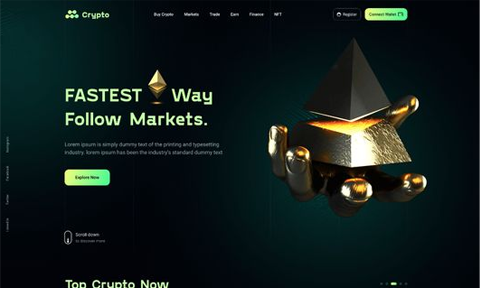 Crypto
Buy Crypto Markets Trade Earn Finance NFT
Register
Connect Wallet
FASTEST Way
Follow Markets.
Lorem ipsum is simply dummy text of the printing and typesetting
industry. lorem ipsum has been the industry's standard dummy text
Explore Now
Instagram
Facebook
Twitter
LinkedIn
Scroll down
to discover more
Top Crypto Now